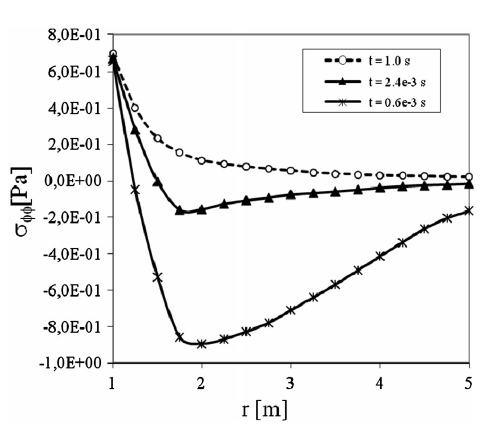 8,0E-01
6,0E-01
4,0E-01
2,0E-01
0,0E+00
-2,0E-01
-4,0E-01
-6,0E-01
-8,0E-01
-1,0E+00
σφφ[Pa]
t = 1.0 s
t = 2.4e-3 s
t = 0.6e-3 s
1 2 3 4 5
r [m]